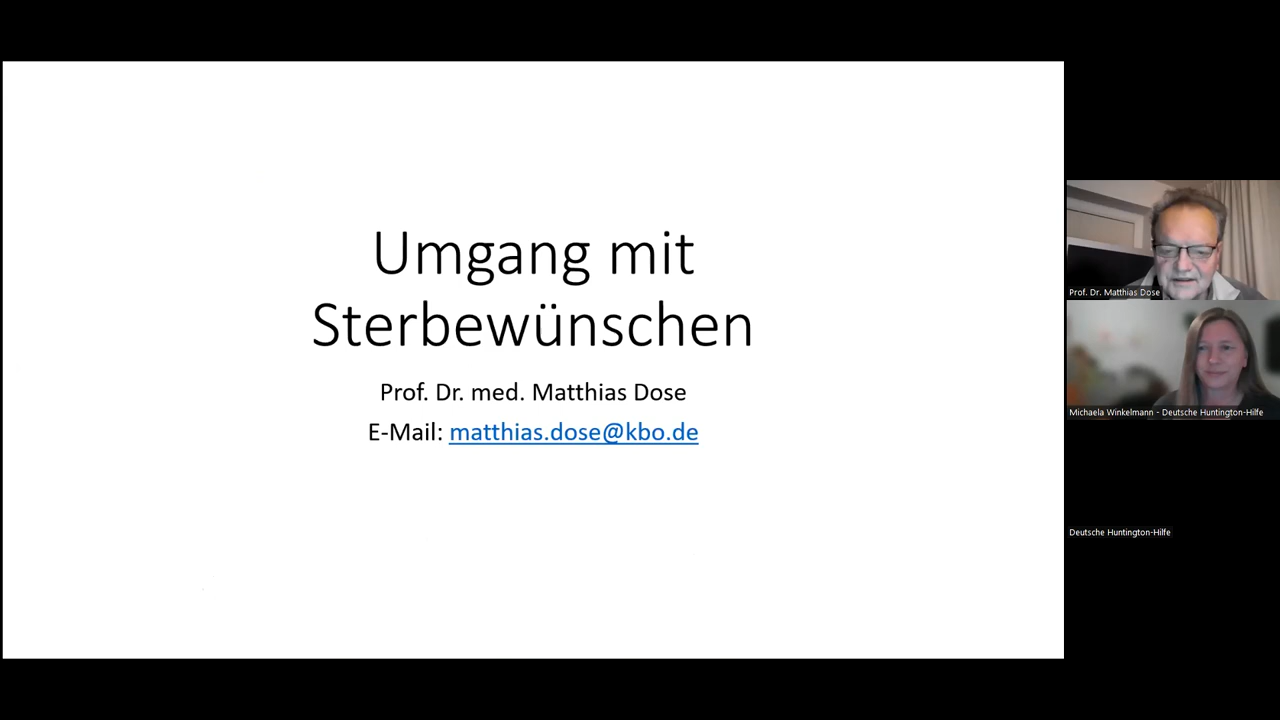 Umgang mit
Sterbewünschen
Prof. Dr. med. Matthias Dose
E-Mail: matthias.dose@kbo.de
Prof. Dr. Matthias Dose
Michaela Winkelmann - Deutsche Huntington-Hilfe
Deutsche Huntington-Hilfe